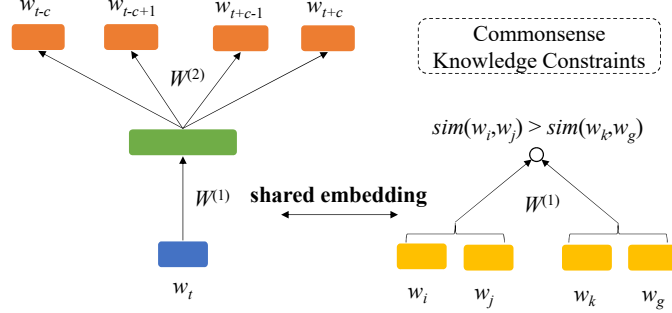 w_{t-c} w_{t-c+1} w_{t+c-1} w_{t+c}
W^{(2)}
W^{(1)}
w_t
shared embedding
Commonsense
Knowledge Constraints
sim(w_i,w_j) > sim(w_k,w_g)
W^{(1)}
w_i w_j w_k w_g